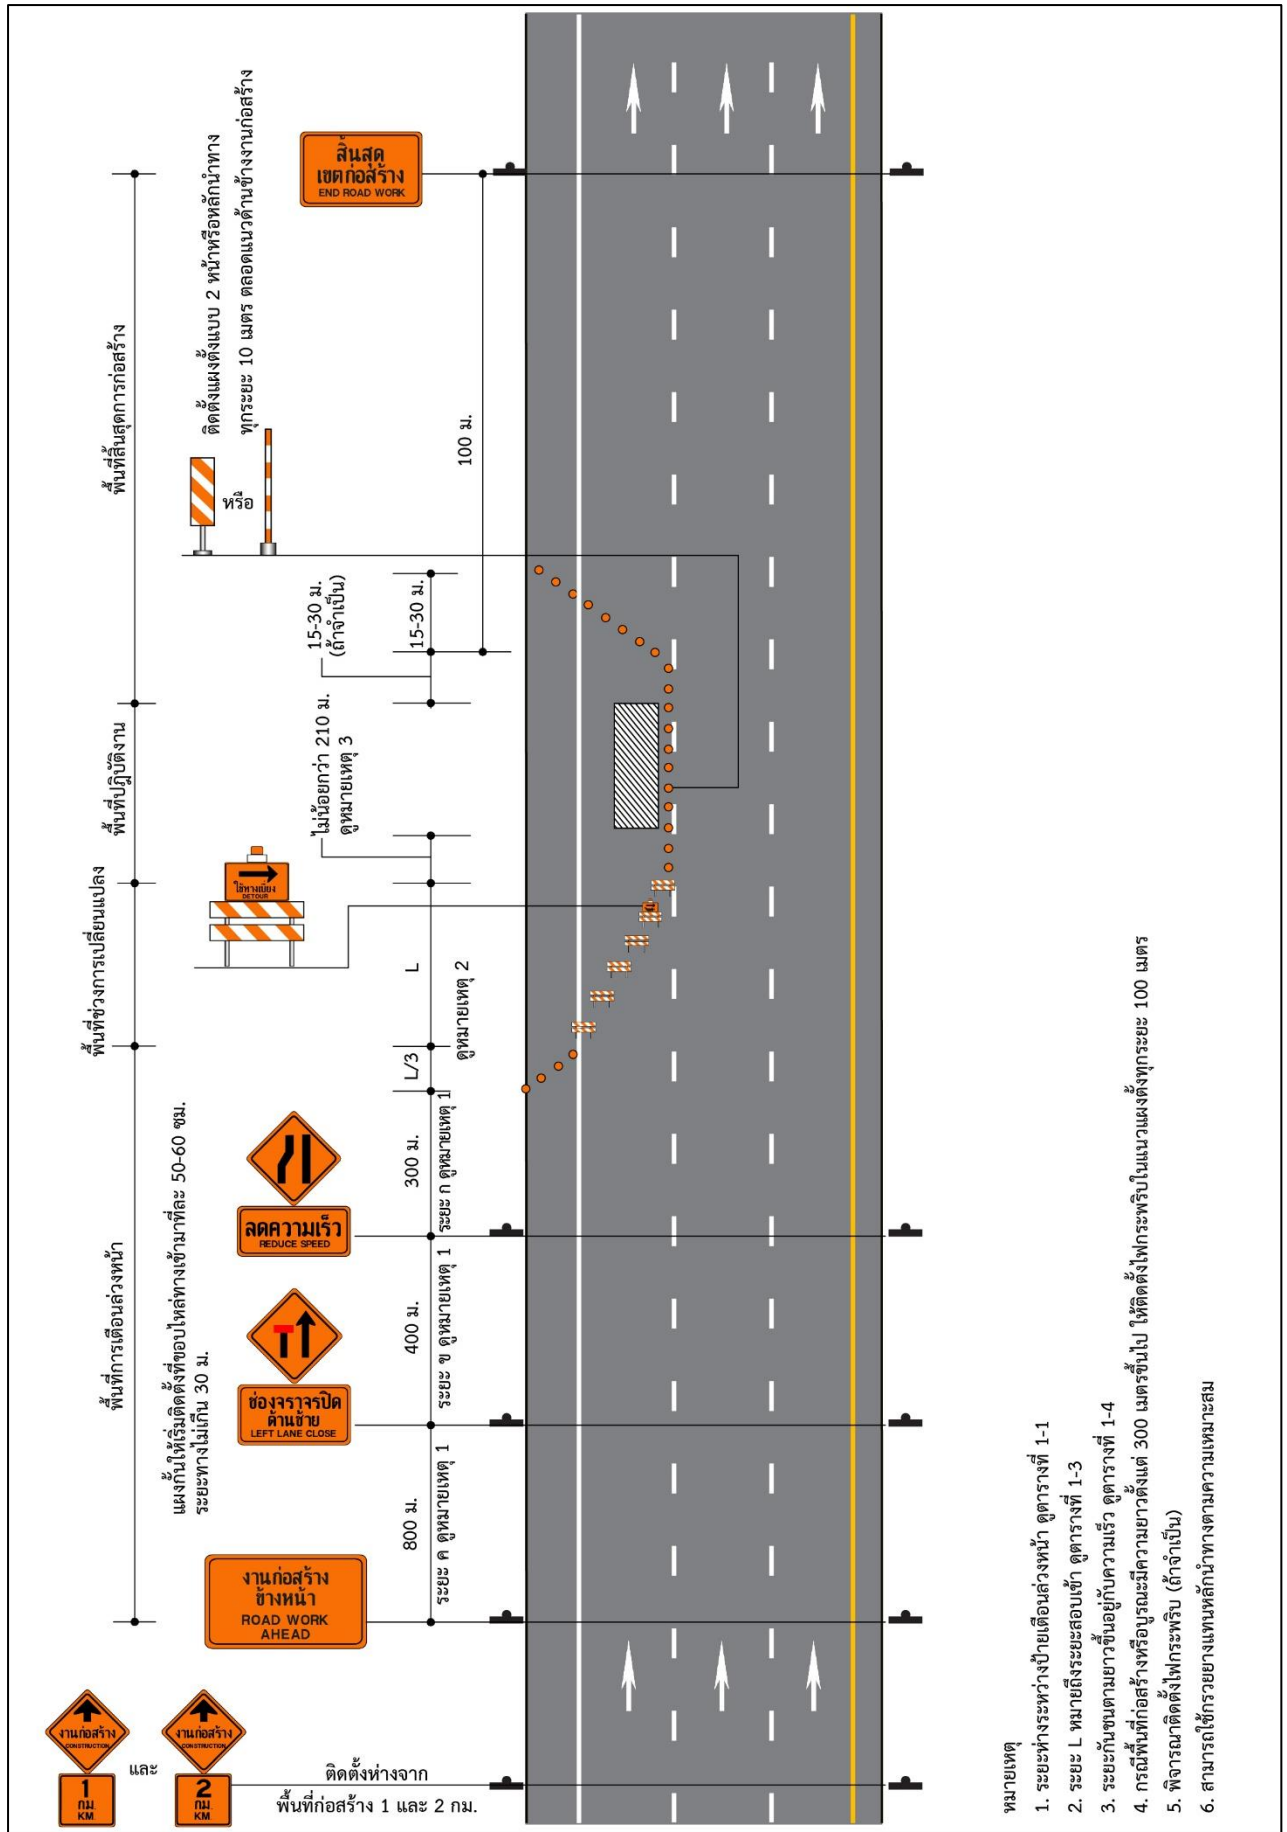 สิ้นสุด
เขตก่อสร้าง
END ROAD WORK
ติดตั้งแผงตั้งแบบ 2 หน้าหรือหลักนำทาง
ทุกระยะ 10 เมตร ตลอดแนวด้านข้างงานก่อสร้าง
หรือ
พื้นที่สิ้นสุดการก่อสร้าง
100 ม.
15-30 ม.
(ถ้าจำเป็น)
15-30 ม.
พื้นที่ปฏิบัติงาน
ไม่น้อยกว่า 210 ม.
ดูหมายเหตุ 3
ใช้ทางเบี่ยง
DETOUR
พื้นที่ช่วงการเปลี่ยนแปลง
L
ดูหมายเหตุ 2
L/3
พื้นที่การเตือนล่วงหน้า
แผงกั้นให้เริ่มติดตั้งที่ขอบไหล่ทางเข้ามาทีละ 50-60 ซม.
ระยะทางไม่เกิน 30 ม.
300 ม.
ระยะ ก ดูหมายเหตุ 1
ลดความเร็ว
REDUCE SPEED
400 ม.
ระยะ ข ดูหมายเหตุ 1
ช่องจราจรปิด
ด้านซ้าย
LEFT LANE CLOSE
800 ม.
ระยะ ค ดูหมายเหตุ 1
งานก่อสร้าง
ข้างหน้า
ROAD WORK
AHEAD
งานก่อสร้าง
CONSTRUCTION
1
กม.
KM.
และ
งานก่อสร้าง
CONSTRUCTION
2
กม.
KM.
ติดตั้งห่างจาก
พื้นที่ก่อสร้าง 1 และ 2 กม.
หมายเหตุ
1. ระยะห่างระหว่างป้ายเตือนล่วงหน้า ดูตารางที่ 1-1
2. ระยะ L หมายถึงระยะสอบเข้า ดูตารางที่ 1-3
3. ระยะกันชนตามยาวขึ้นอยู่กับความเร็ว ดูตารางที่ 1-4
4. กรณีพื้นที่ก่อสร้างหรือบูรณะมีความยาวตั้งแต่ 300 เมตรขึ้นไป ให้ติดตั้งไฟกระพริบในแนวแผงตั้งทุกระยะ 100 เมตร
5. พิจารณาติดตั้งไฟกระพริบ (ถ้าจำเป็น)
6. สามารถใช้กรวยยางแทนหลักนำทางตามความเหมาะสม